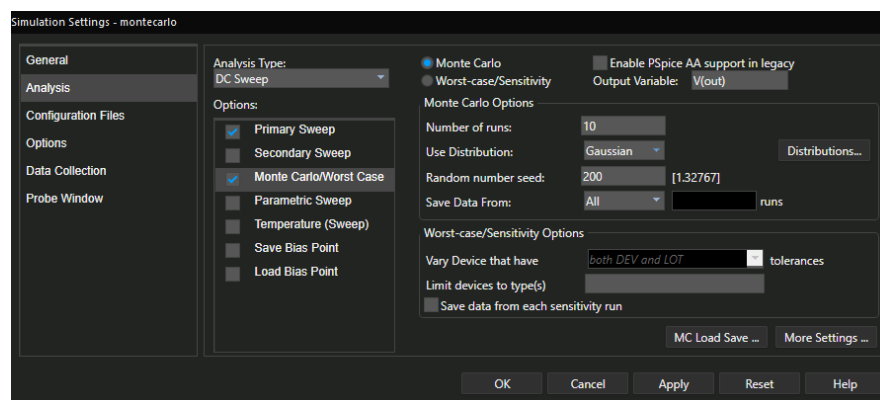 Simulation Settings - montecarlo
General
Analysis
Configuration Files
Options
Data Collection
Probe Window
Analysis Type:
DC Sweep
Options:
Primary Sweep
Secondary Sweep
Monte Carlo/Worst Case
Parametric Sweep
Temperature (Sweep)
Save Bias Point
Load Bias Point
Monte Carlo
Enable PSpice AA support in legacy
Worst-case/Sensitivity
Output Variable: V(out)
Monte Carlo Options
Number of runs: 10
Use Distribution: Gaussian Distributions...
Random number seed: 200 [1.32767]
Save Data From: All runs
Worst-case/Sensitivity Options
Vary Device that have both DEV and LOT tolerances
Limit devices to type(s)
Save data from each sensitivity run
MC Load Save ... More Settings ...
OK Cancel Apply Reset Help